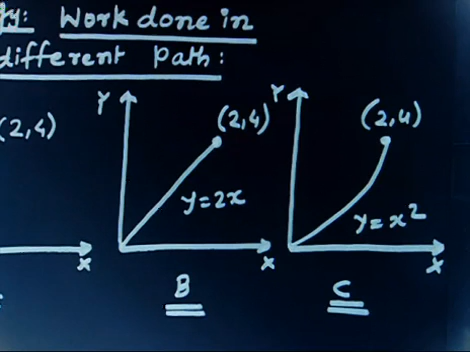 Work done in
different Path:
(2,4)
Y
(2,4)
y=2x
X
B
Y
(2,4)
y=x²
X
C
X